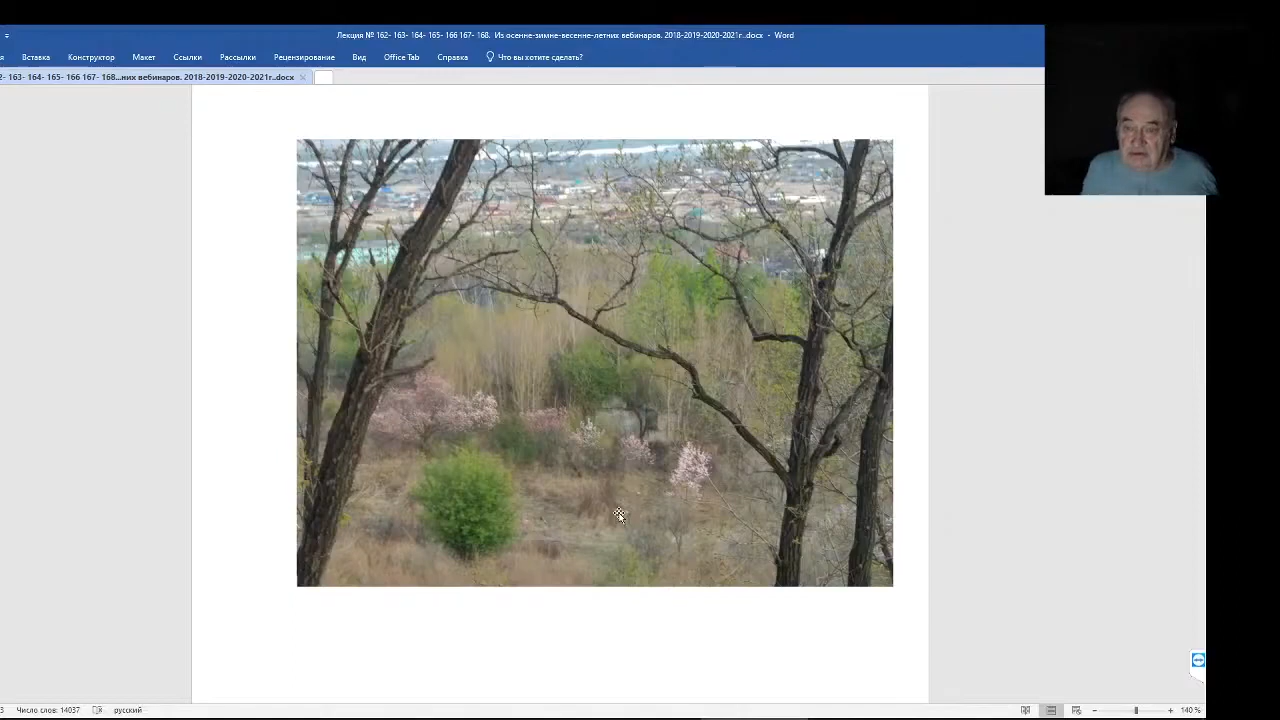 Лекция № 162- 163- 164- 165- 166 167- 168. Из осенне-зимне-весенне-летних вебинаров. 2018-2019-2020-2021г..docx - Word
Вставка Конструктор Макет Ссылки Рассылки Рецензирование Вид Office Tab Справка Что вы хотите сделать?
2- 163- 164- 165- 166 167- 168...них вебинаров. 2018-2019-2020-2021г..docx
3 Число слов: 14037 русский 140 %